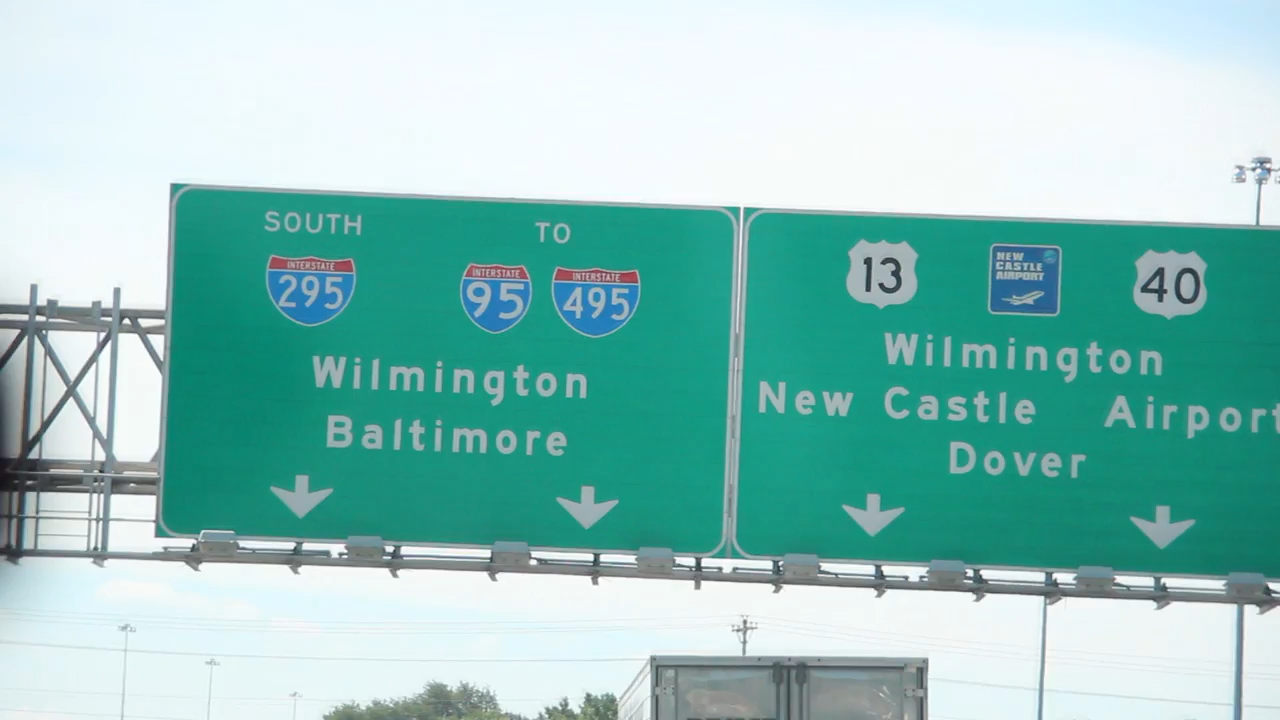 SOUTH
INTERSTATE
295
TO
INTERSTATE
95
INTERSTATE
495
Wilmington
Baltimore
13
NEW
CASTLE
AIRPORT
40
Wilmington
New Castle Airport
Dover